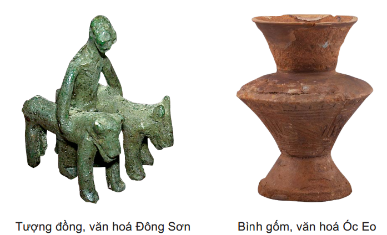 Tượng đồng, văn hoá Đông Sơn
Bình gốm, văn hoá Óc Eo